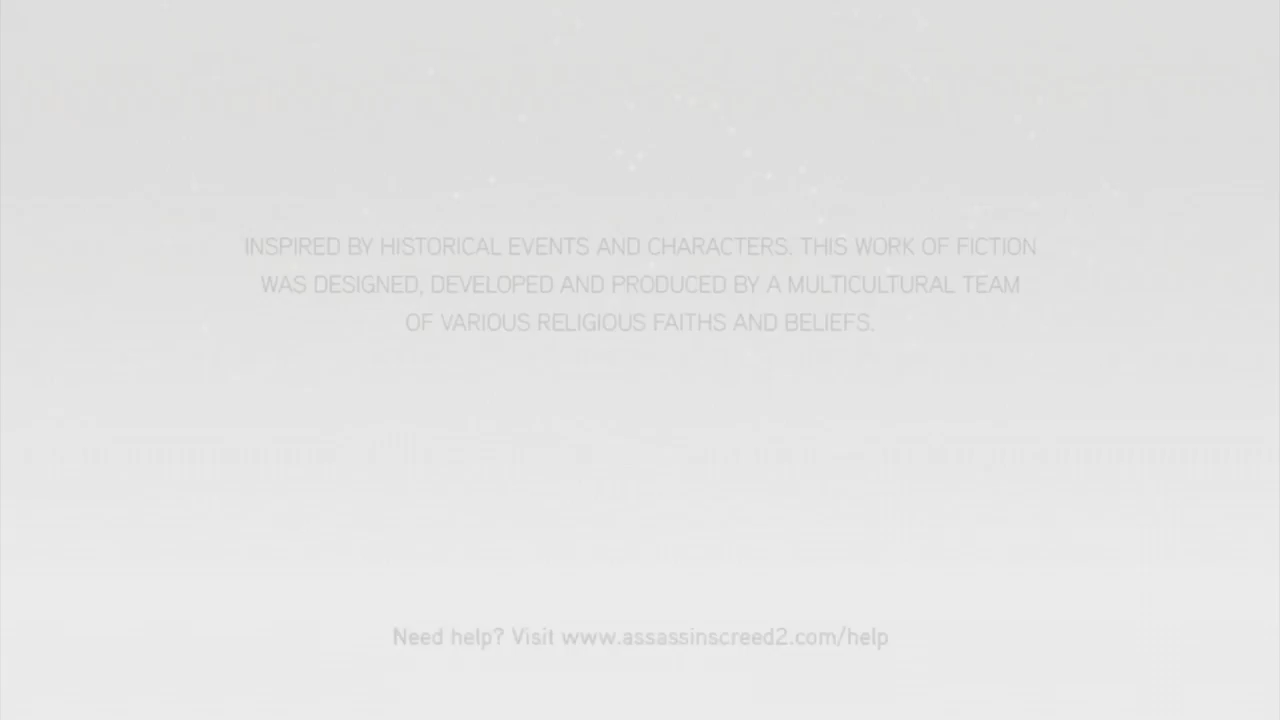 INSPIRED BY HISTORICAL EVENTS AND CHARACTERS. THIS WORK OF FICTION
WAS DESIGNED, DEVELOPED AND PRODUCED BY A MULTICULTURAL TEAM
OF VARIOUS RELIGIOUS FAITHS AND BELIEFS.
Need help? Visit www.assassinscreed2.com/help